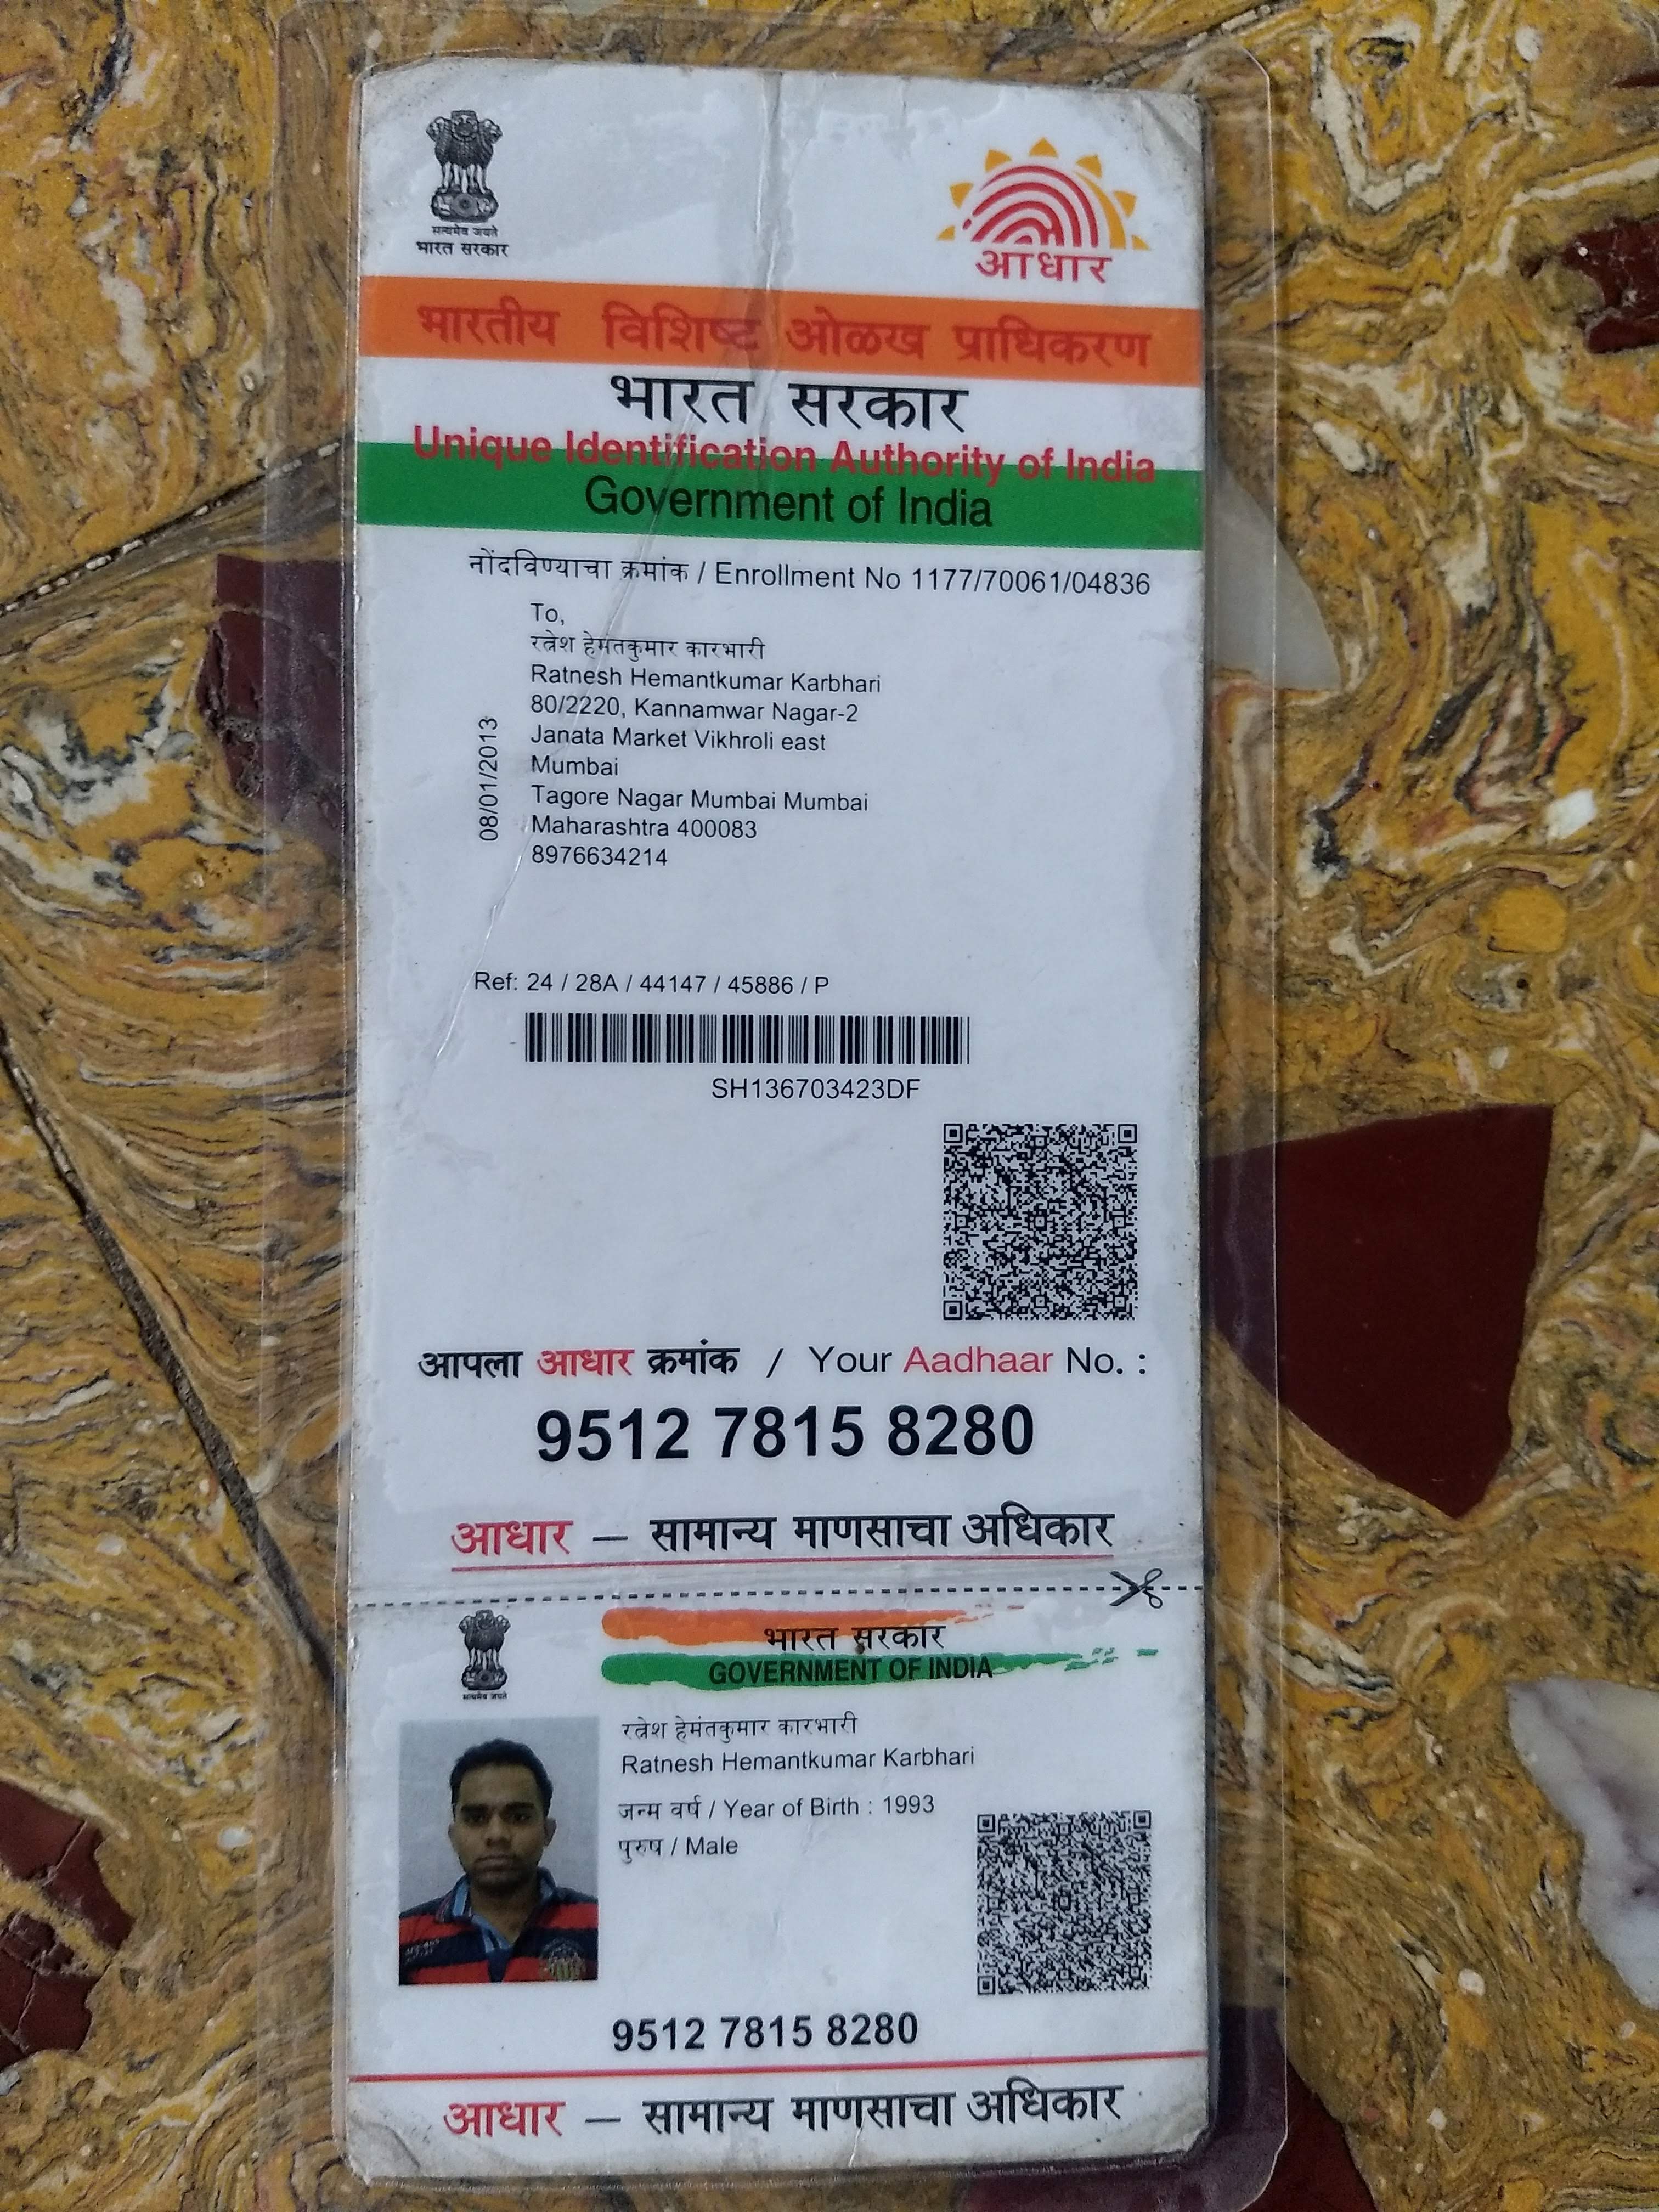 सत्यमेव जयते
भारत सरकार
आधार
भारतीय विशिष्ट ओळख प्राधिकरण
भारत सरकार
Unique Identification Authority of India
Government of India
नोंदविण्याचा क्रमांक / Enrollment No 1177/70061/04836
To,
रत्नेश हेमंतकुमार कारभारी
Ratnesh Hemantkumar Karbhari
80/2220, Kannamwar Nagar-2
Janata Market Vikhroli east
Mumbai
Tagore Nagar Mumbai Mumbai
Maharashtra 400083
8976634214
08/01/2013
Ref: 24 / 28A / 44147 / 45886 / P
SH136703423DF
आपला आधार क्रमांक / Your Aadhaar No. :
9512 7815 8280
आधार – सामान्य माणसाचा अधिकार
सत्यमेव जयते
भारत सरकार
GOVERNMENT OF INDIA
रत्नेश हेमंतकुमार कारभारी
Ratnesh Hemantkumar Karbhari
जन्म वर्ष / Year of Birth : 1993
पुरुष / Male
9512 7815 8280
आधार – सामान्य माणसाचा अधिकार